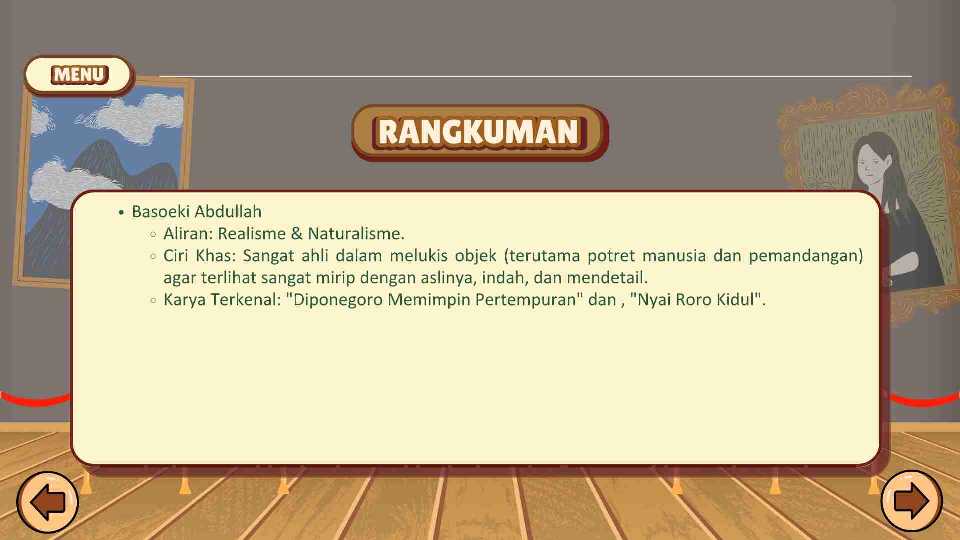 MENU
RANGKUMAN
• Basoeki Abdullah
◦ Aliran: Realisme & Naturalisme.
◦ Ciri Khas: Sangat ahli dalam melukis objek (terutama potret manusia dan pemandangan)
agar terlihat sangat mirip dengan aslinya, indah, dan mendetail.
◦ Karya Terkenal: "Diponegoro Memimpin Pertempuran" dan , "Nyai Roro Kidul".